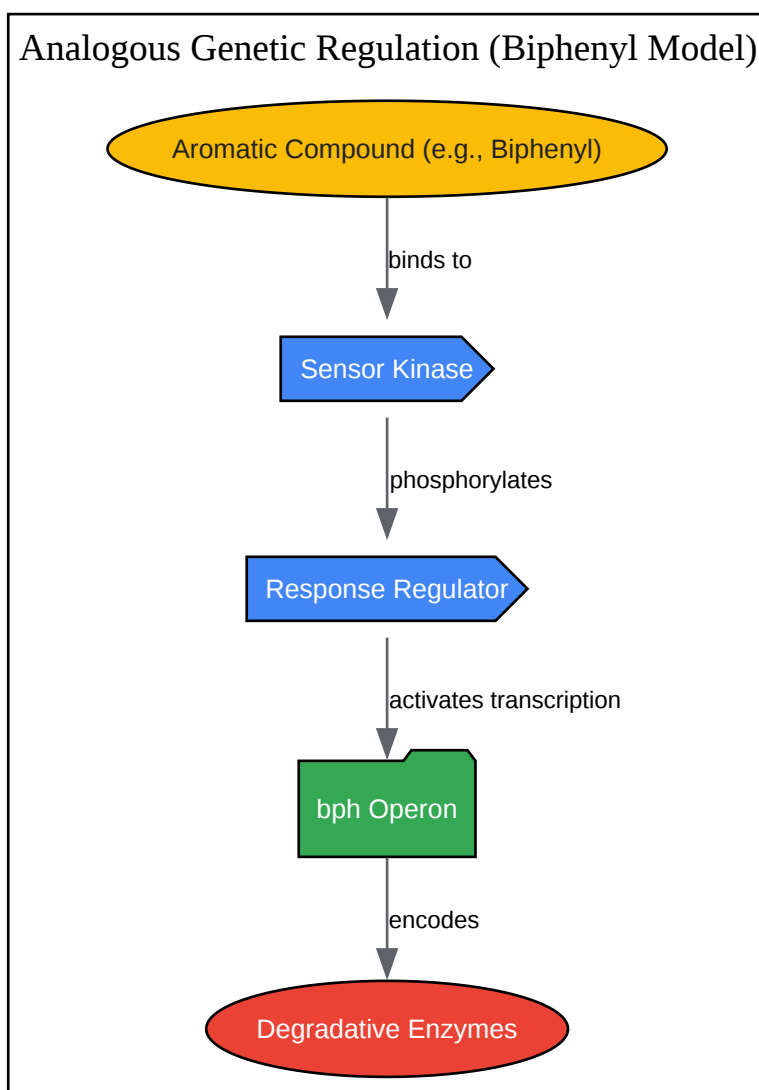 Analogous Genetic Regulation (Biphenyl Model)
Aromatic Compound (e.g., Biphenyl)
binds to
Sensor Kinase
phosphorylates
Response Regulator
activates transcription
bph Operon
encodes
Degradative Enzymes